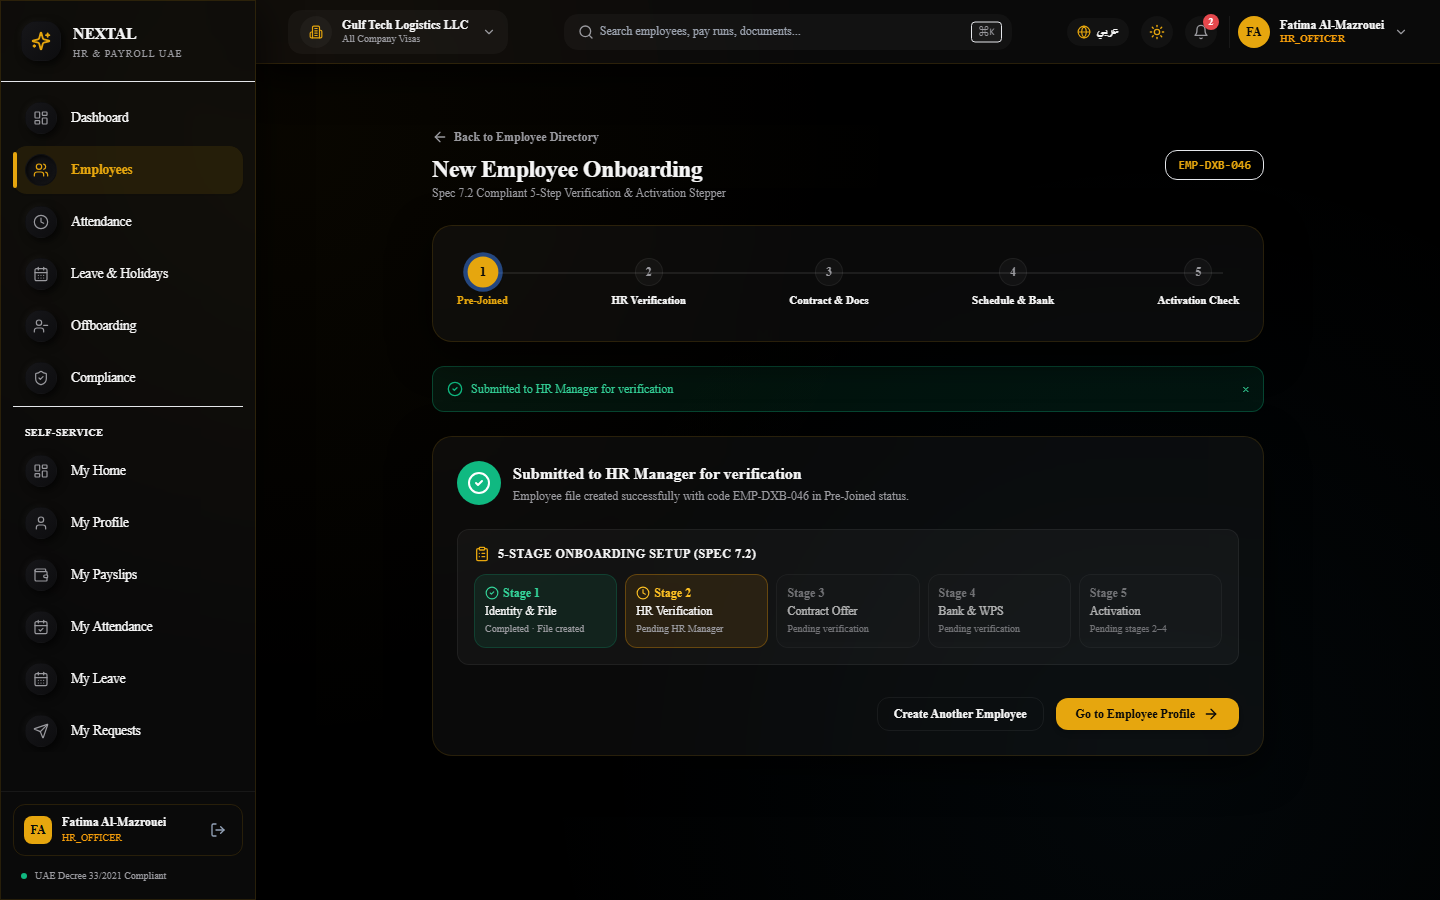 NEXTAL
HR & PAYROLL UAE
Dashboard
Employees
Attendance
Leave & Holidays
Offboarding
Compliance
SELF-SERVICE
My Home
My Profile
My Payslips
My Attendance
My Leave
My Requests
FA
Fatima Al-Mazrouei
HR_OFFICER
UAE Decree 33/2021 Compliant
Gulf Tech Logistics LLC
All Company Visas
Search employees, pay runs, documents...
⌘K
عربي
2
FA
Fatima Al-Mazrouei
HR_OFFICER
Back to Employee Directory
New Employee Onboarding
Spec 7.2 Compliant 5-Step Verification & Activation Stepper
EMP-DXB-046
1
Pre-Joined
2
HR Verification
3
Contract & Docs
4
Schedule & Bank
5
Activation Check
Submitted to HR Manager for verification
×
Submitted to HR Manager for verification
Employee file created successfully with code EMP-DXB-046 in Pre-Joined status.
5-STAGE ONBOARDING SETUP (SPEC 7.2)
Stage 1
Identity & File
Completed · File created
Stage 2
HR Verification
Pending HR Manager
Stage 3
Contract Offer
Pending verification
Stage 4
Bank & WPS
Pending verification
Stage 5
Activation
Pending stages 2–4
Create Another Employee
Go to Employee Profile